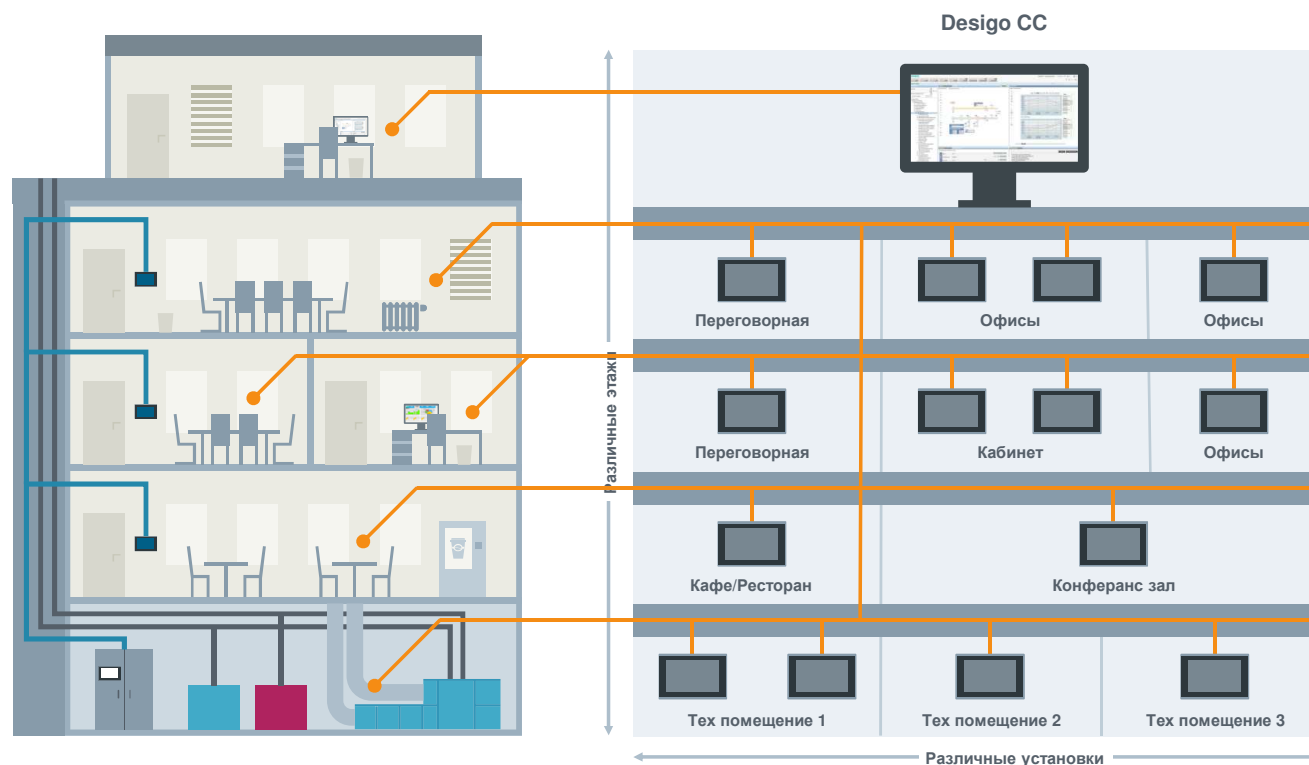 Desigo CC
Различные этажи
Переговорная
Офисы
Офисы
Переговорная
Кабинет
Офисы
Кафе/Ресторан
Конферанс зал
Тех помещение 1
Тех помещение 2
Тех помещение 3
Различные установки